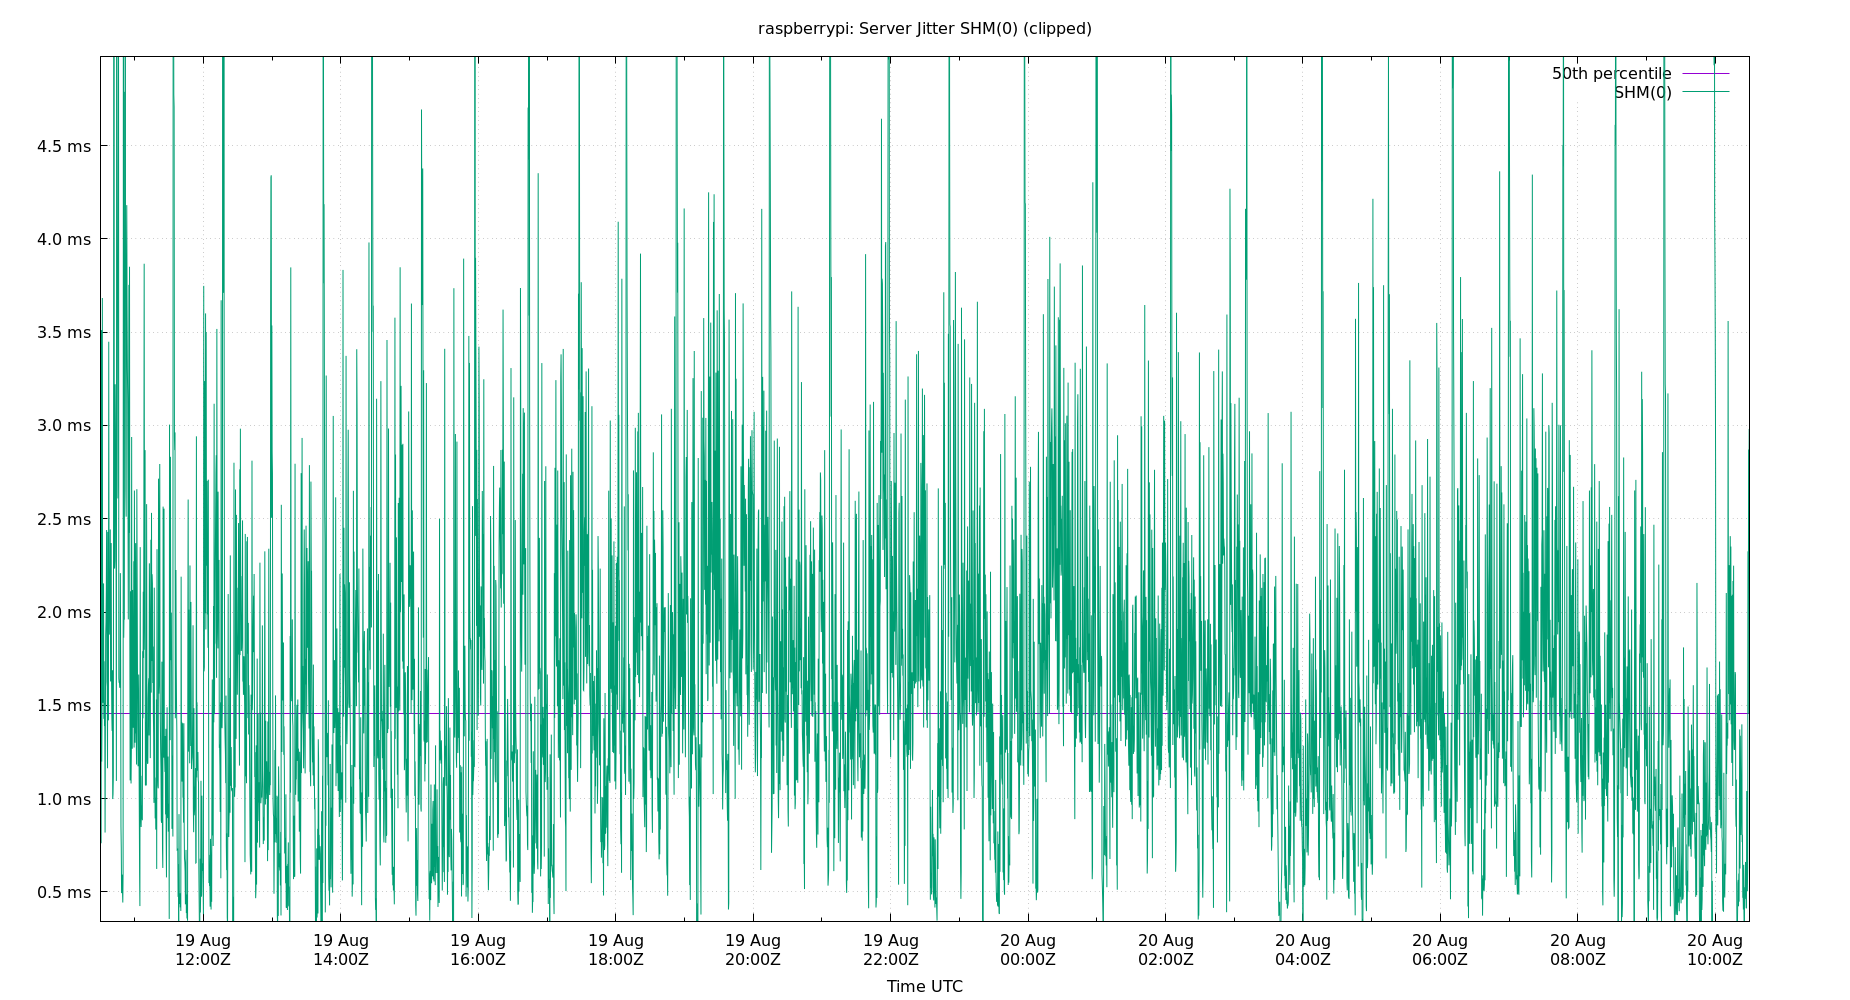 raspberrypi: Server Jitter SHM(0) (clipped)
50th percentile
SHM(0)
4.5 ms
4.0 ms
3.5 ms
3.0 ms
2.5 ms
2.0 ms
1.5 ms
1.0 ms
0.5 ms
19 Aug 19 Aug 19 Aug 19 Aug 19 Aug 19 Aug 20 Aug 20 Aug 20 Aug 20 Aug 20 Aug 20 Aug
12:00Z 14:00Z 16:00Z 18:00Z 20:00Z 22:00Z 00:00Z 02:00Z 04:00Z 06:00Z 08:00Z 10:00Z
Time UTC